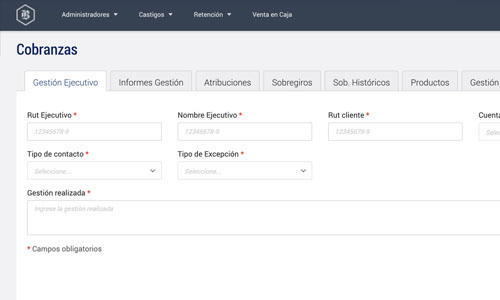 Administradores Castigos Retención Venta en Caja
Cobranzas
Gestión Ejecutivo Informes Gestión Atribuciones Sobregiros Sob. Históricos Productos Gestión
Rut Ejecutivo * Nombre Ejecutivo * Rut cliente * Cuenta
12345678-9 12345678-9 12345678-9 Sele
Tipo de contacto * Tipo de Excepción *
Seleccione... Seleccione...
Gestión realizada *
Ingrese la gestión realizada
* Campos obligatorios